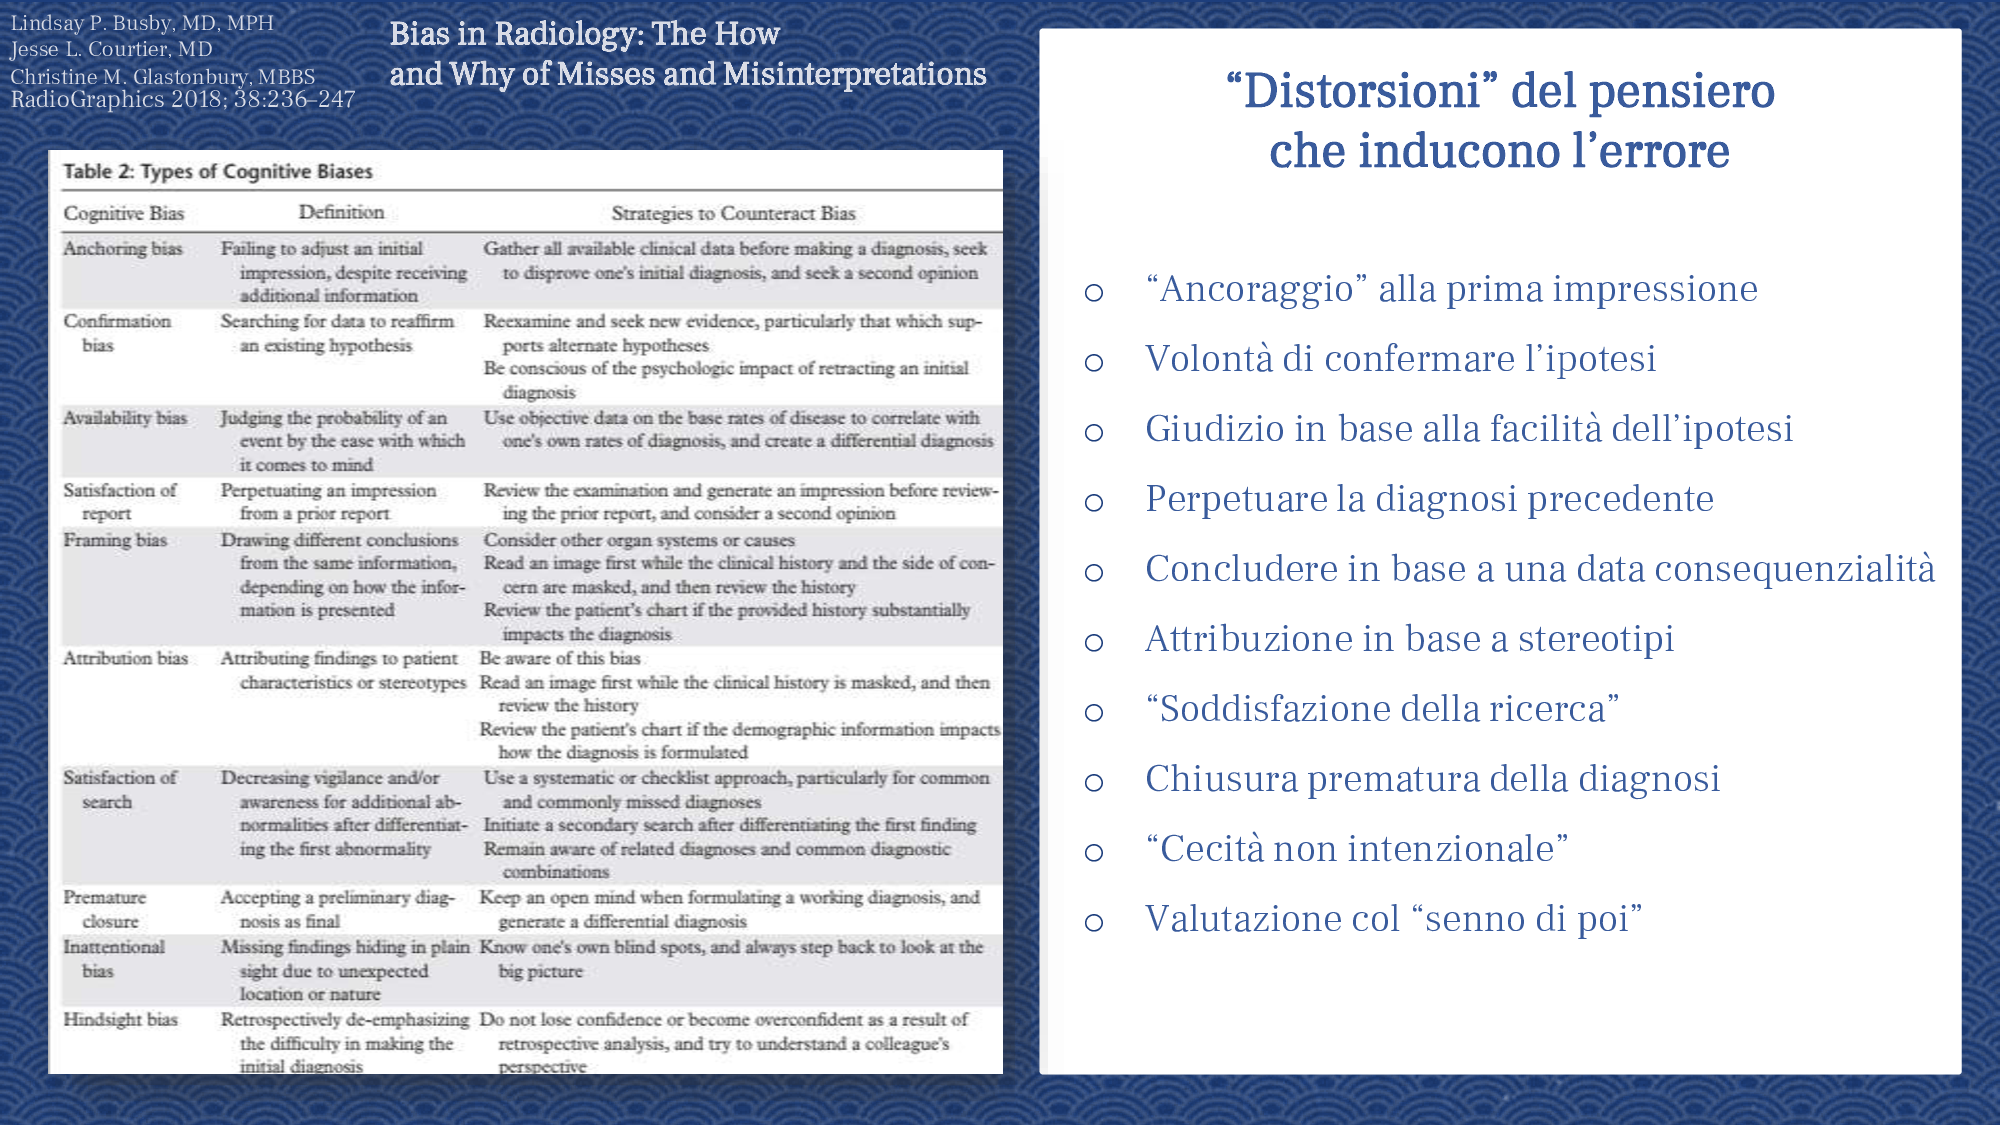 Lindsay P. Busby, MD, MPH
Jesse L. Courtier, MD
Christine M. Glastonbury, MBBS
RadioGraphics 2018; 38:236–247
Bias in Radiology: The How
and Why of Misses and Misinterpretations
Table 2: Types of Cognitive Biases
Cognitive Bias Definition Strategies to Counteract Bias
Anchoring bias Failing to adjust an initial Gather all available clinical data before making a diagnosis, seek
impression, despite receiving to disprove one's initial diagnosis, and seek a second opinion
additional information
Confirmation Searching for data to reaffirm Reexamine and seek new evidence, particularly that which sup-
bias an existing hypothesis ports alternate hypotheses
Be conscious of the psychologic impact of retracting an initial
diagnosis
Availability bias Judging the probability of an Use objective data on the base rates of disease to correlate with
event by the ease with which one's own rates of diagnosis, and create a differential diagnosis
it comes to mind
Satisfaction of Perpetuating an impression Review the examination and generate an impression before review-
report from a prior report ing the prior report, and consider a second opinion
Framing bias Drawing different conclusions Consider other organ systems or causes
from the same information, Read an image first while the clinical history and the side of con-
depending on how the infor- cern are masked, and then review the history
mation is presented Review the patient's chart if the provided history substantially
impacts the diagnosis
Attribution bias Attributing findings to patient Be aware of this bias
characteristics or stereotypes Read an image first while the clinical history is masked, and then
review the history
Review the patient's chart if the demographic information impacts
how the diagnosis is formulated
Satisfaction of Decreasing vigilance and/or Use a systematic or checklist approach, particularly for common
search awareness for additional ab- and commonly missed diagnoses
normalities after differentiat- Initiate a secondary search after differentiating the first finding
ing the first abnormality Remain aware of related diagnoses and common diagnostic
combinations
Premature Accepting a preliminary diag- Keep an open mind when formulating a working diagnosis, and
closure nosis as final generate a differential diagnosis
Inattentional Missing findings hiding in plain Know one's own blind spots, and always step back to look at the
bias sight due to unexpected big picture
location or nature
Hindsight bias Retrospectively de-emphasizing Do not lose confidence or become overconfident as a result of
the difficulty in making the retrospective analysis, and try to understand a colleague's
initial diagnosis perspective
“Distorsioni” del pensiero
che inducono l’errore
o “Ancoraggio” alla prima impressione
o Volontà di confermare l’ipotesi
o Giudizio in base alla facilità dell’ipotesi
o Perpetuare la diagnosi precedente
o Concludere in base a una data consequenzialità
o Attribuzione in base a stereotipi
o “Soddisfazione della ricerca”
o Chiusura prematura della diagnosi
o “Cecità non intenzionale”
o Valutazione col “senno di poi”